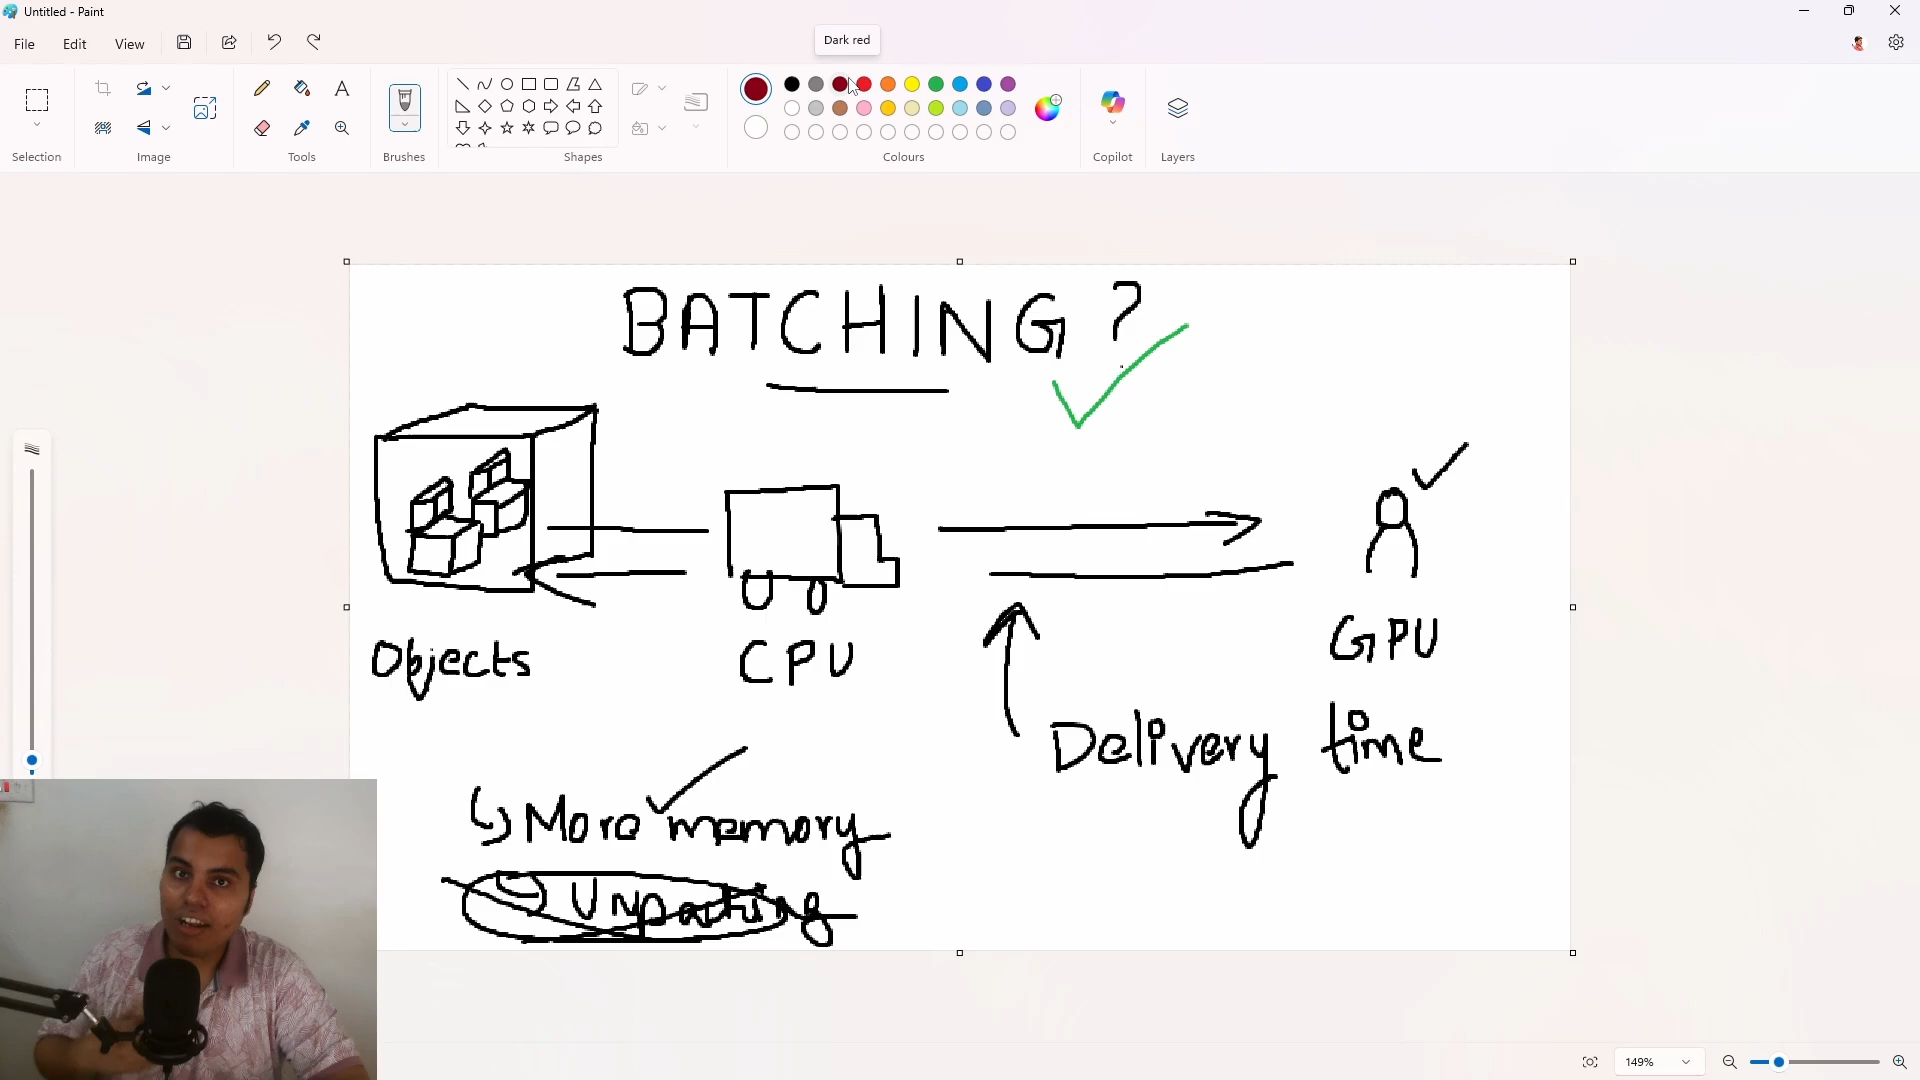 Untitled - Paint
File Edit View
Dark red
Selection Image Tools Brushes Shapes Colours Copilot Layers
BATCHING ?
Objects
CPU
GPU
Delivery time
More memory
Unpacking
149%